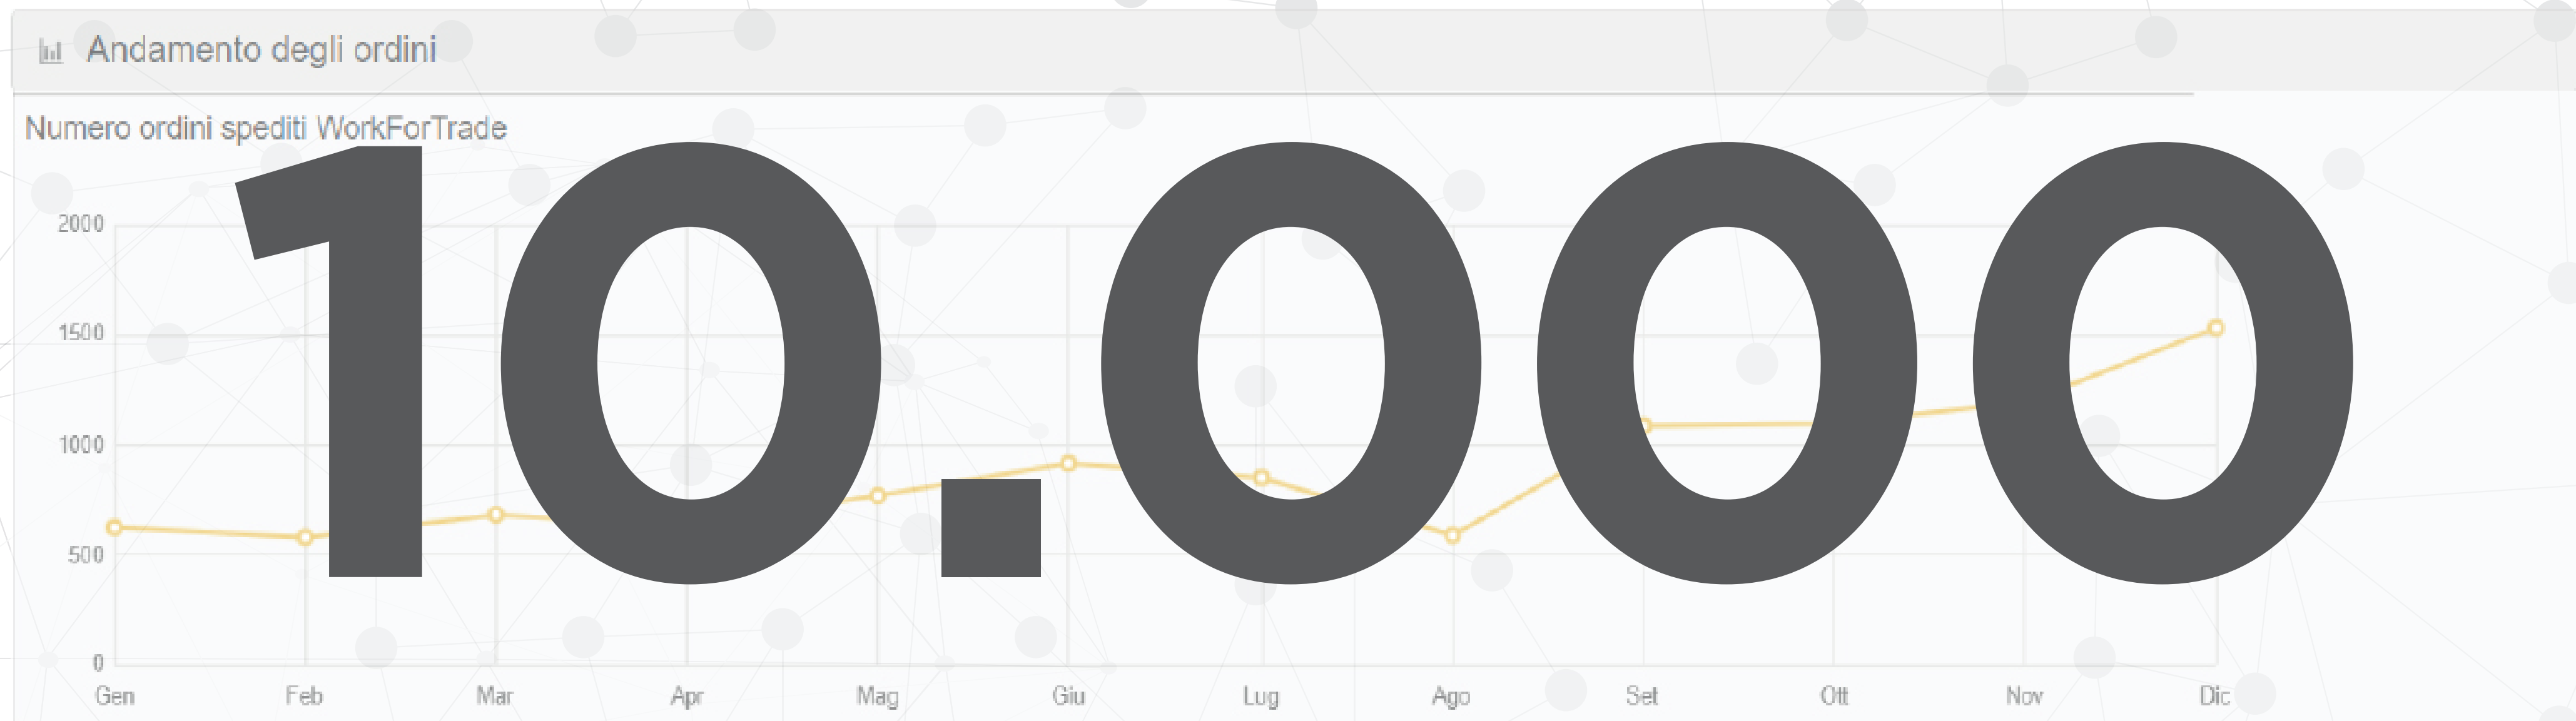 Andamento degli ordini
Numero ordini spediti WorkForTrade
10.000
2000
1500
1000
500
0
Gen Feb Mar Apr Mag Giu Lug Ago Set Ott Nov Dic